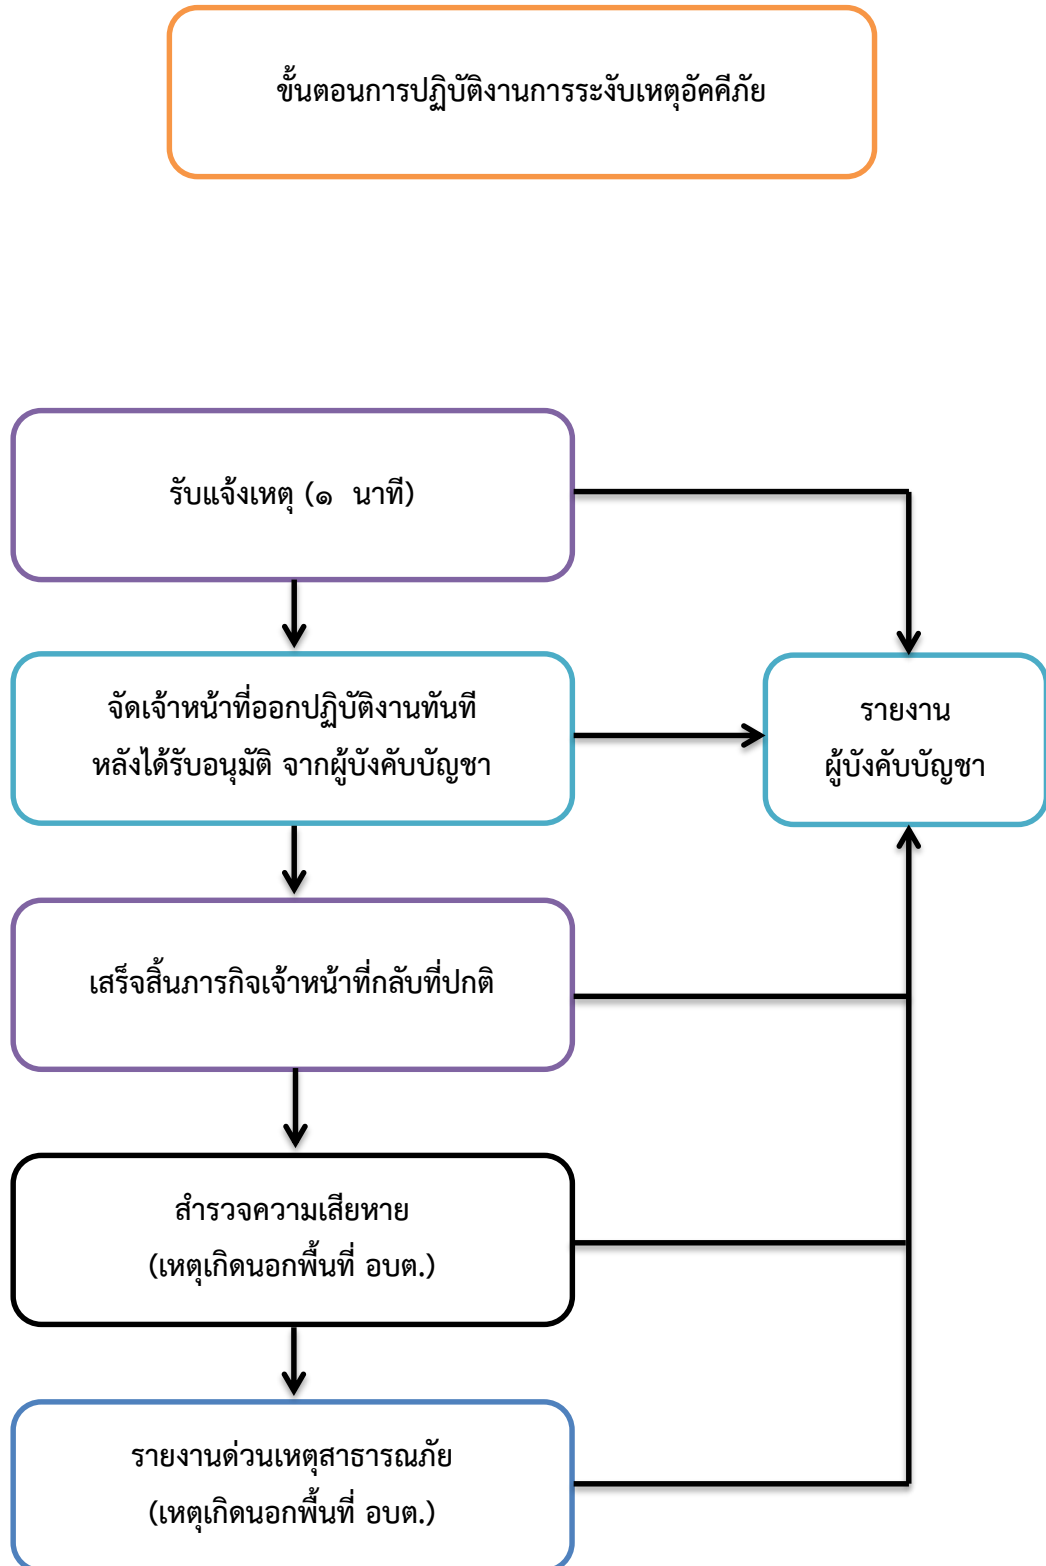 ขั้นตอนการปฏิบัติงานการระงับเหตุอัคคีภัย
รับแจ้งเหตุ (๑  นาที)
จัดเจ้าหน้าที่ออกปฏิบัติงานทันที
หลังได้รับอนุมัติ จากผู้บังคับบัญชา
รายงาน
ผู้บังคับบัญชา
เสร็จสิ้นภารกิจเจ้าหน้าที่กลับที่ปกติ
สำรวจความเสียหาย
(เหตุเกิดนอกพื้นที่ อบต.)
รายงานด่วนเหตุสาธารณภัย
(เหตุเกิดนอกพื้นที่ อบต.)